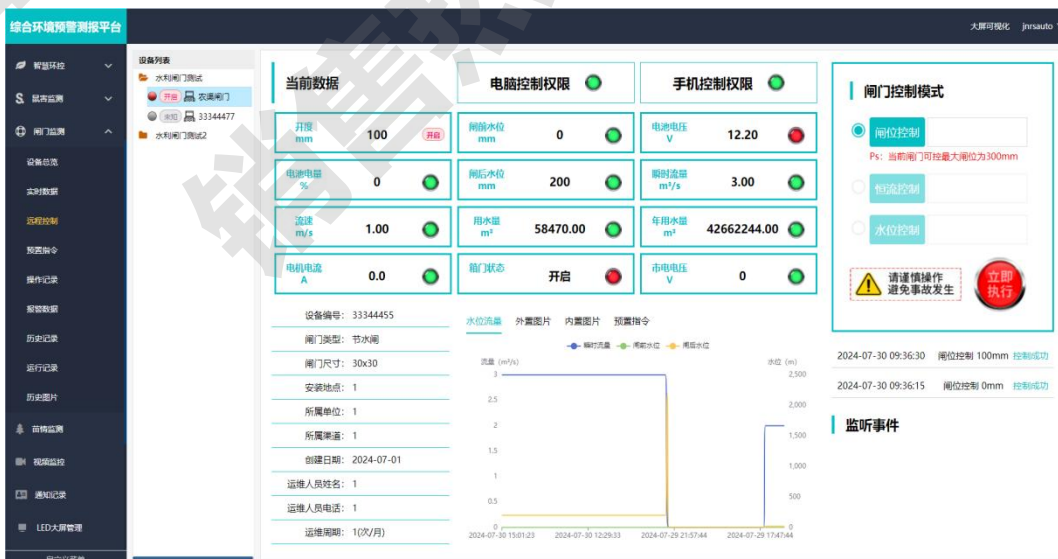 综合环境预警测报平台
大屏可视化 jnrsauto
智慧环控
鼠害监测
闸门监测
设备总览
实时数据
远程控制
预置指令
操作记录
报警数据
历史记录
运行记录
历史图片
苗情监测
视频监控
通知记录
LED大屏管理
设备列表
水利闸门测试
开启 农渠闸门
未知 33344477
水利闸门测试2
当前数据
电脑控制权限
手机控制权限
开度 mm 100 开启
闸前水位 mm 0
电池电压 V 12.20
电池电量 % 0
闸后水位 mm 200
瞬时流量 m³/s 3.00
流速 m/s 1.00
用水量 m³ 58470.00
年用水量 m³ 42662244.00
电机电流 A 0.0
箱门状态 开启
市电电压 V 0
设备编号: 33344455
闸门类型: 节水闸
闸门尺寸: 30x30
安装地点: 1
所属单位: 1
所属渠道: 1
创建日期: 2024-07-01
运维人员姓名: 1
运维人员电话: 1
运维周期: 1(次/月)
水位流量 外置图片 内置图片 预置指令
瞬时流量 闸前水位 闸后水位
流量 (m³/s)
水位 (m)
3
2.5
2
1.5
1
0.5
0
2,500
2,000
1,500
1,000
500
0
2024-07-30 15:01:23 2024-07-30 12:29:33 2024-07-29 21:57:44 2024-07-29 17:47:44
闸门控制模式
闸位控制
Ps: 当前闸门可控最大闸位为300mm
恒流控制
水位控制
请谨慎操作
避免事故发生
立即
执行
2024-07-30 09:36:30 闸位控制 100mm 控制成功
2024-07-30 09:36:15 闸位控制 0mm 控制成功
监听事件